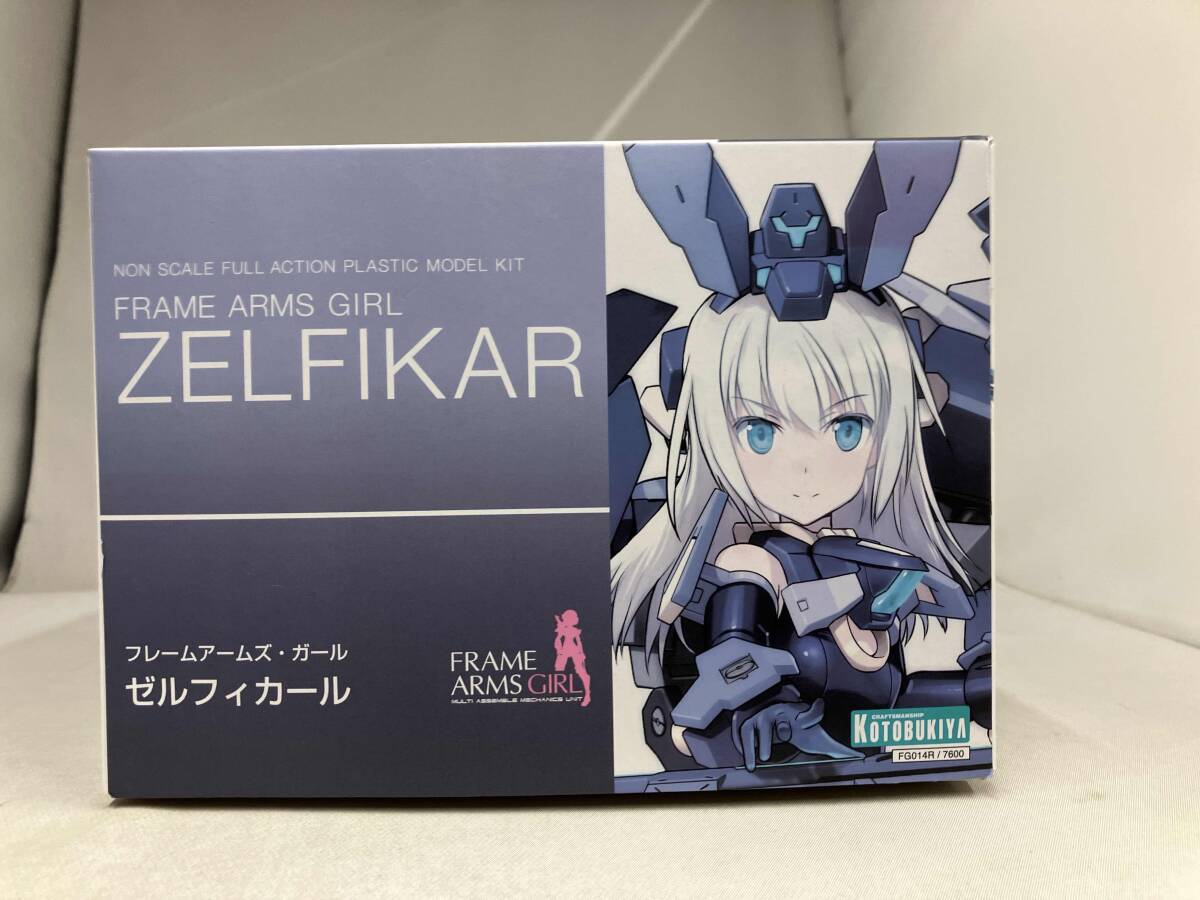 NON SCALE FULL ACTION PLASTIC MODEL KIT
FRAME ARMS GIRL
ZELFIKAR
フレームアームズ・ガール
ゼルフィカール
FRAME
ARMS GIRL
MULTI ASSEMBLE MECHANICS UNIT
CRAFTSMANSHIP
KOTOBUKIYA
FG014R / 7600